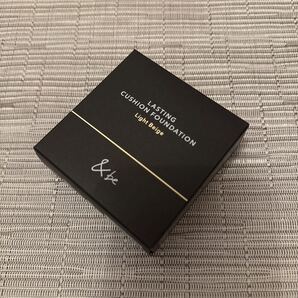 LASTING
CUSHION FOUNDATION
Light Beige
&be